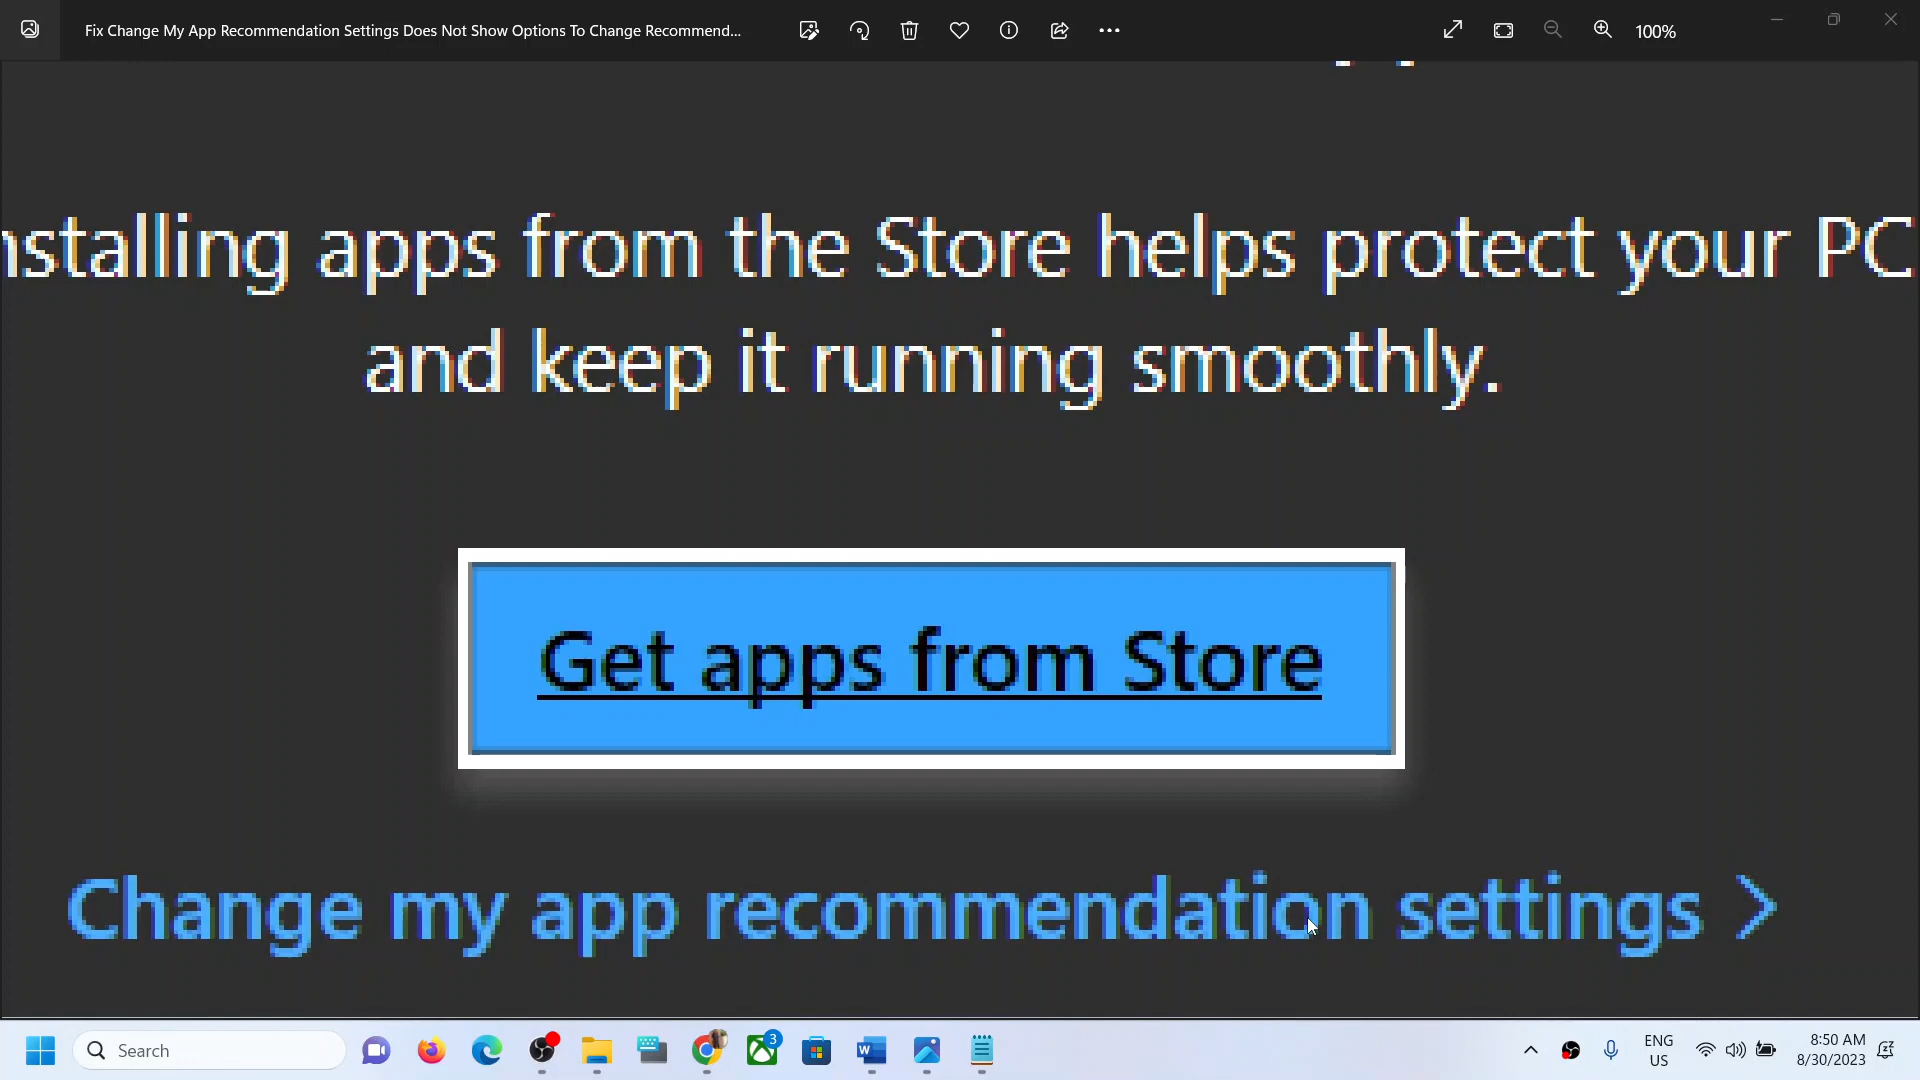 Fix Change My App Recommendation Settings Does Not Show Options To Change Recommend...
100%
nstalling apps from the Store helps protect your PC
and keep it running smoothly.
Get apps from Store
Change my app recommendation settings >
Search
3
ENG
US
8:50 AM
8/30/2023